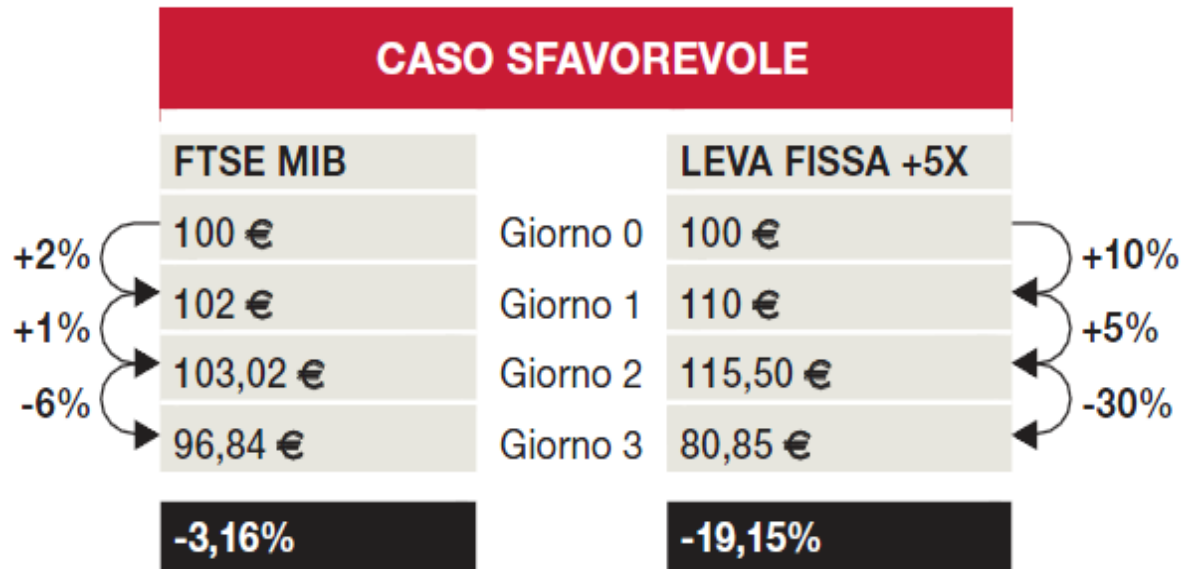 CASO SFAVOREVOLE
FTSE MIB LEVA FISSA +5X
100 € Giorno 0 100 €
+2% +10%
102 € Giorno 1 110 €
+1% +5%
103,02 € Giorno 2 115,50 €
-6% -30%
96,84 € Giorno 3 80,85 €
-3,16% -19,15%